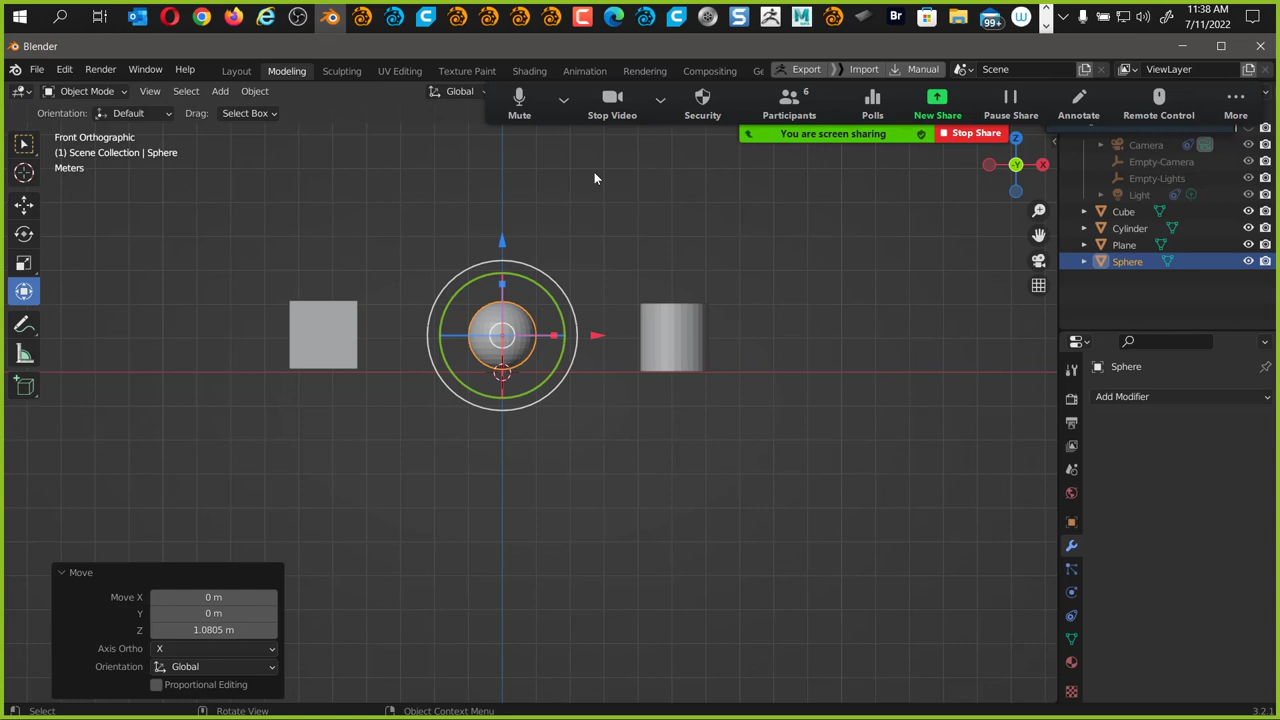 11:38 AM
99+
7/11/2022
Blender
File Edit Render Window Help Layout Modeling Sculpting UV Editing Texture Paint Shading Animation Rendering Compositing Ge Export Import Manual Scene ViewLayer
Object Mode View Select Add Object Global
Orientation: Default Drag: Select Box
6
Mute Stop Video Security Participants Polls New Share Pause Share Annotate Remote Control More
You are screen sharing Stop Share
Front Orthographic
(1) Scene Collection | Sphere
Meters
Z
-Y X
Camera
Empty-Camera
Empty-Lights
Light
Cube
Cylinder
Plane
Sphere
Sphere
Add Modifier
Move
Move X 0 m
Y 0 m
Z 1.0805 m
Axis Ortho X
Orientation Global
Proportional Editing
Select Rotate View Object Context Menu 3.2.1